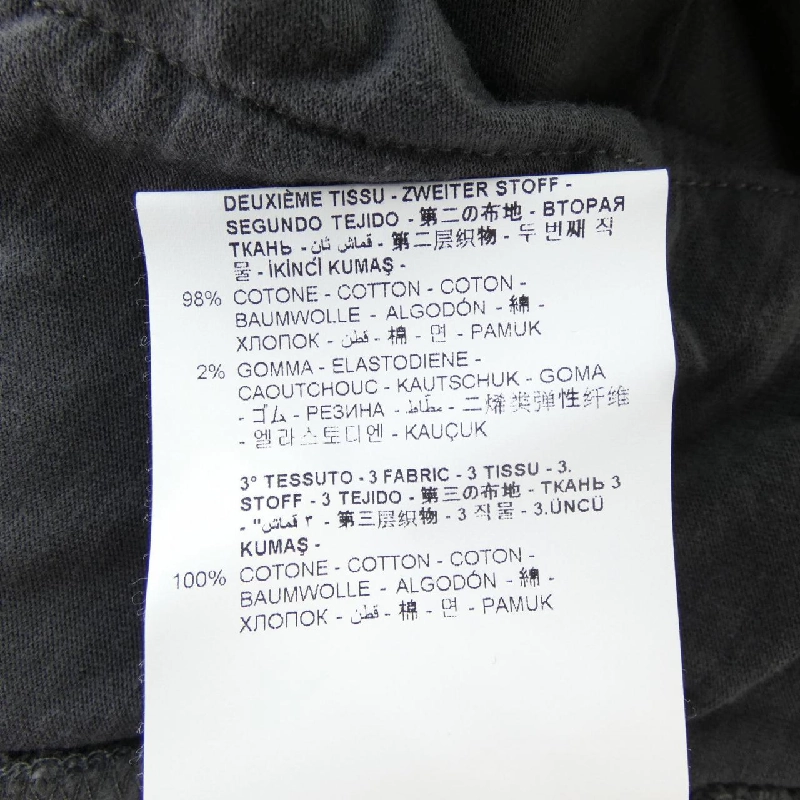 DEUXIÈME TISSU - ZWEITER STOFF -
SEGUNDO TEJIDO - 第二の布地 - ВТОРАЯ
ТКАНЬ - قماش ثان - 第二层织物 - 두 번째 직
물 - İKİNCİ KUMAŞ -
98% COTONE - COTTON - COTON -
BAUMWOLLE - ALGODÓN - 綿 -
ХЛОПОК - قطن - 棉 - 면 - PAMUK
2% GOMMA - ELASTODIENE -
CAOUTCHOUC - KAUTSCHUK - GOMA
- ゴム - РЕЗИНА - مطاط - 二烯类弹性纤维
- 엘라스토디엔 - KAUÇUK
3° TESSUTO - 3 FABRIC - 3 TISSU - 3.
STOFF - 3 TEJIDO - 第三の布地 - ТКАНЬ 3
- "قماش ٣ - 第三层织物 - 3 직물 - 3.ÜNCÜ
KUMAŞ -
100% COTONE - COTTON - COTON -
BAUMWOLLE - ALGODÓN - 綿 -
ХЛОПОК - قطن - 棉 - 면 - PAMUK